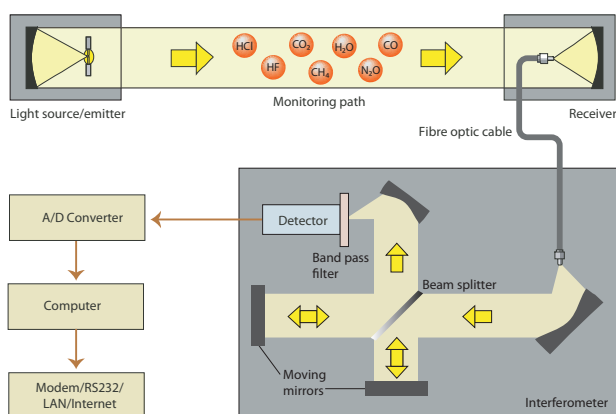 HCl
CO₂
H₂O
CO
HF
CH₄
N₂O
Light source/emitter
Monitoring path
Receiver
Fibre optic cable
A/D Converter
Detector
Band pass
filter
Beam splitter
Computer
Moving
mirrors
Modem/RS232/
LAN/Internet
Interferometer